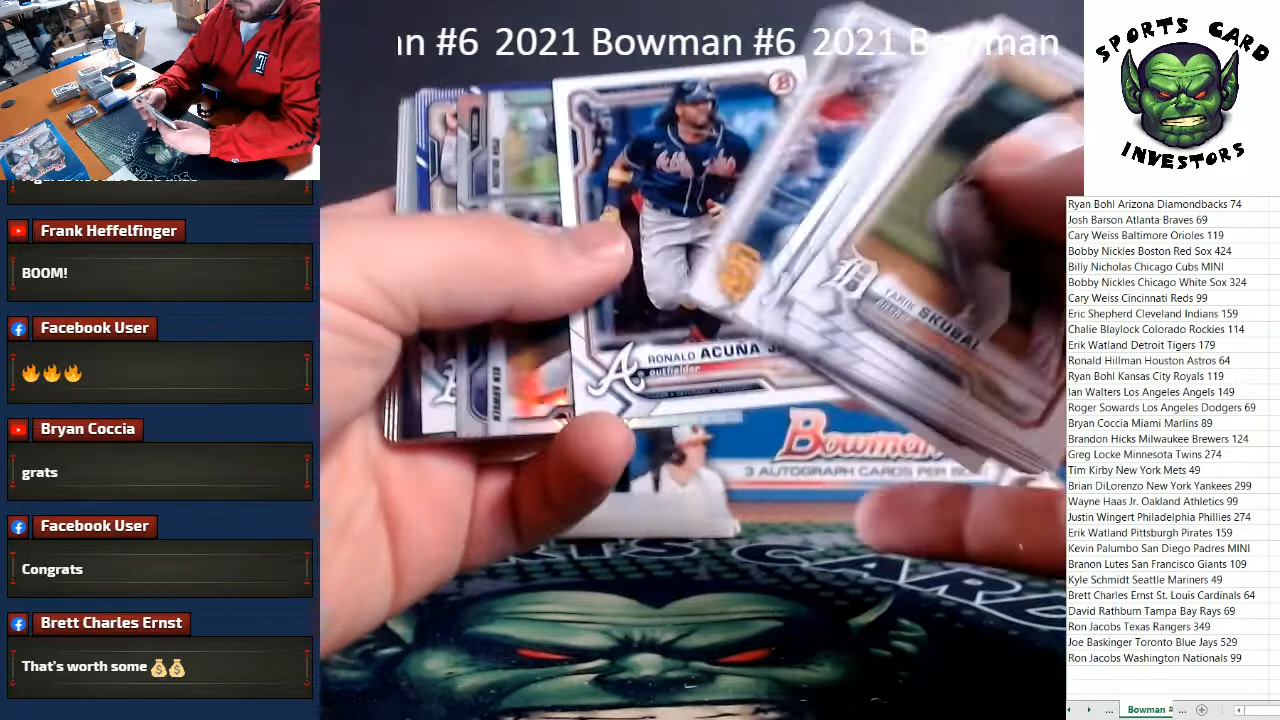 an #6 2021 Bowman #6 2021 Bowman
SPORTS CARD
INVESTORS
Frank Heffelfinger
BOOM!
Facebook User
🔥🔥🔥
Bryan Coccia
grats
Facebook User
Congrats
Brett Charles Ernst
That's worth some 💰💰
RONALD ACUÑA J
outfielder
TARIK SKUBAL
Bowman
3 AUTOGRAPH CARDS PER BOX!
SPORTS CARD
Ryan Bohl Arizona Diamondbacks 74
Josh Barson Atlanta Braves 69
Cary Weiss Baltimore Orioles 119
Bobby Nickles Boston Red Sox 424
Billy Nicholas Chicago Cubs MINI
Bobby Nickles Chicago White Sox 324
Cary Weiss Cincinnati Reds 99
Eric Shepherd Cleveland Indians 159
Chalie Blaylock Colorado Rockies 114
Erik Watland Detroit Tigers 179
Ronald Hillman Houston Astros 64
Ryan Bohl Kansas City Royals 119
Ian Walters Los Angeles Angels 149
Roger Sowards Los Angeles Dodgers 69
Bryan Coccia Miami Marlins 89
Brandon Hicks Milwaukee Brewers 124
Greg Locke Minnesota Twins 274
Tim Kirby New York Mets 49
Brian DiLorenzo New York Yankees 299
Wayne Haas Jr. Oakland Athletics 99
Justin Wingert Philadelphia Phillies 274
Erik Watland Pittsburgh Pirates 159
Kevin Palumbo San Diego Padres MINI
Branon Lutes San Francisco Giants 109
Kyle Schmidt Seattle Mariners 49
Brett Charles Ernst St. Louis Cardinals 64
David Rathburn Tampa Bay Rays 69
Ron Jacobs Texas Rangers 349
Joe Baskinger Toronto Blue Jays 529
Ron Jacobs Washington Nationals 99
... Bowman # ...